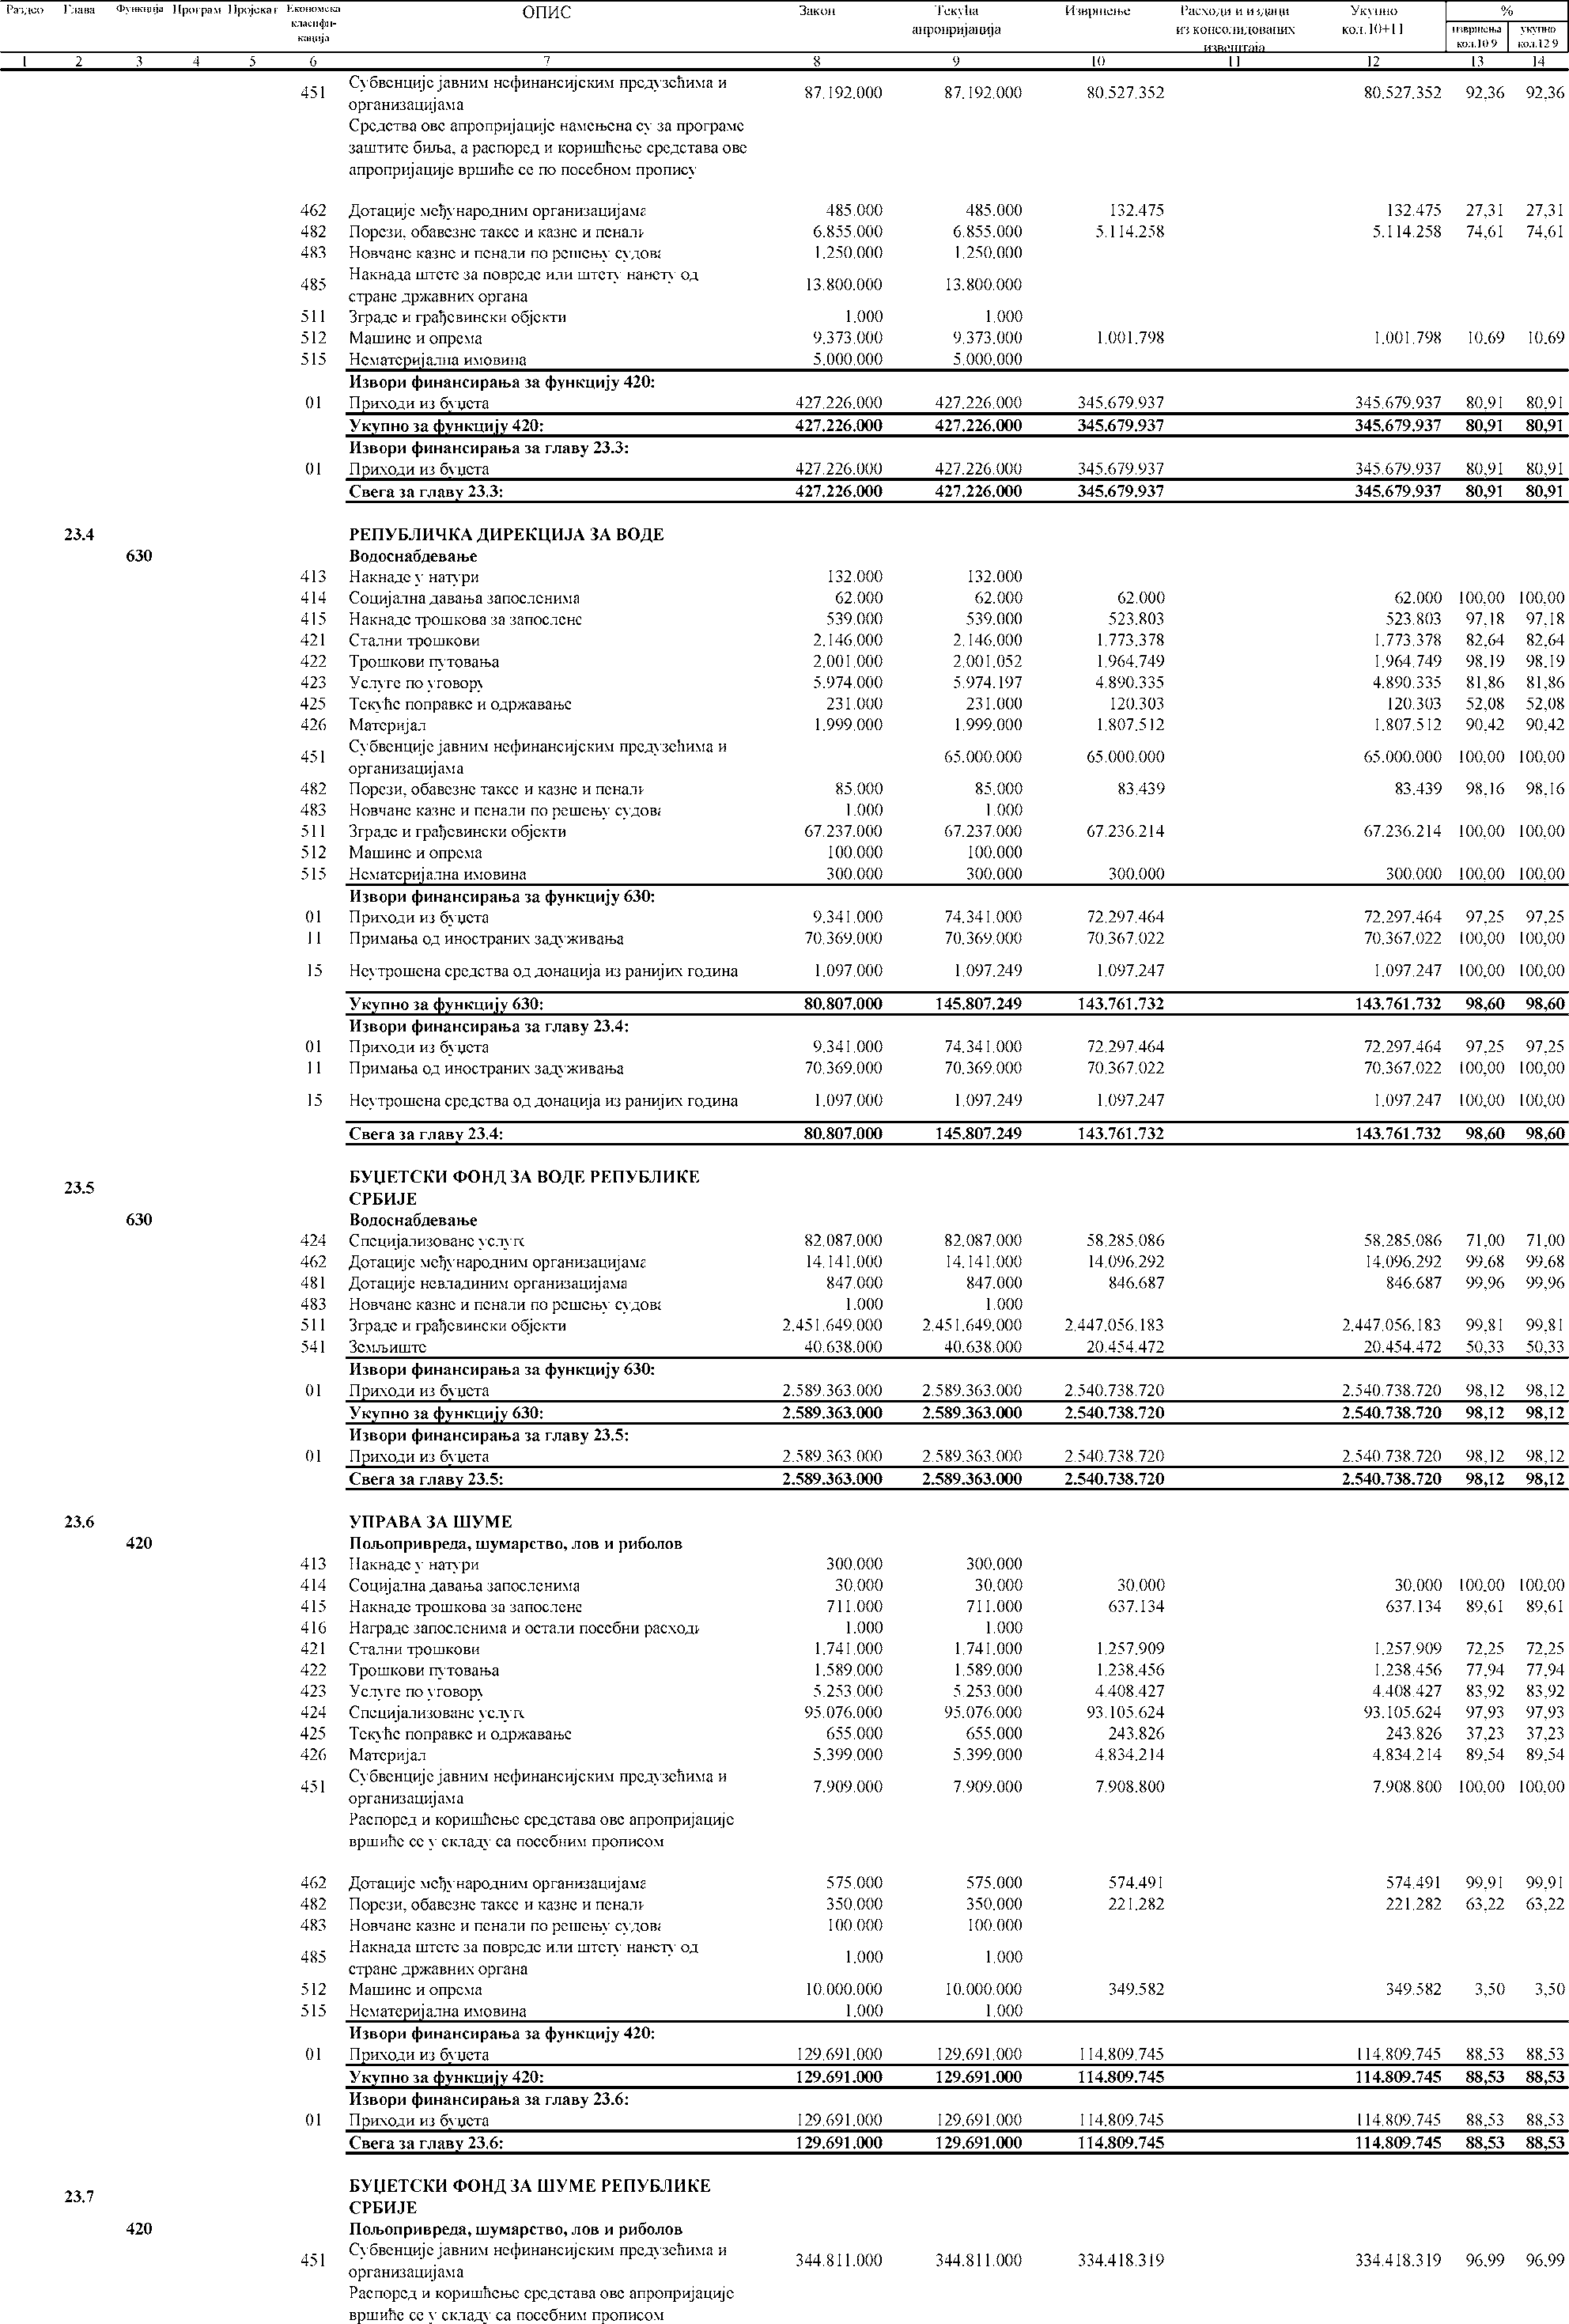 Раздео Глава Функција Програм Пројекат Економска класифи-кација ОПИС Закон Текућа апропријација Извршење Расходи и издаци из консолидованих извештаја Укупно кол.10+11 %
извршења кол.10 9 укупно кол.12 9
1 2 3 4 5 6 7 8 9 10 11 12 13 14
451 Субвенције јавним нефинансијским предузећима и организацијама 87.192.000 87.192.000 80.527.352 80.527.352 92,36 92,36
Средства ове апропријације намењена су за програме
заштите биља, а распоред и коришћење средстава ове
апропријације вршиће се по посебном пропису
462 Дотације међународним организацијама 485.000 485.000 132.475 132.475 27,31 27,31
482 Порези, обавезне таксе и казне и пенали 6.855.000 6.855.000 5.114.258 5.114.258 74,61 74,61
483 Новчане казне и пенали по решењу судова 1.250.000 1.250.000
485 Накнада штете за повреде или штету нанету од стране државних органа 13.800.000 13.800.000
511 Зграде и грађевински објекти 1.000 1.000
512 Машине и опрема 9.373.000 9.373.000 1.001.798 1.001.798 10,69 10,69
515 Нематеријална имовина 5.000.000 5.000.000
Извори финансирања за функцију 420:
01 Приходи из буџета 427.226.000 427.226.000 345.679.937 345.679.937 80,91 80,91
Укупно за функцију 420: 427.226.000 427.226.000 345.679.937 345.679.937 80,91 80,91
Извори финансирања за главу 23.3:
01 Приходи из буџета 427.226.000 427.226.000 345.679.937 345.679.937 80,91 80,91
Свега за главу 23.3: 427.226.000 427.226.000 345.679.937 345.679.937 80,91 80,91
23.4 РЕПУБЛИЧКА ДИРЕКЦИЈА ЗА ВОДЕ
630 Водоснабдевање
413 Накнаде у натури 132.000 132.000
414 Социјална давања запосленима 62.000 62.000 62.000 62.000 100,00 100,00
415 Накнаде трошкова за запослене 539.000 539.000 523.803 523.803 97,18 97,18
421 Стални трошкови 2.146.000 2.146.000 1.773.378 1.773.378 82,64 82,64
422 Трошкови путовања 2.001.000 2.001.052 1.964.749 1.964.749 98,19 98,19
423 Услуге по уговору 5.974.000 5.974.197 4.890.335 4.890.335 81,86 81,86
425 Текуће поправке и одржавање 231.000 231.000 120.303 120.303 52,08 52,08
426 Материјал 1.999.000 1.999.000 1.807.512 1.807.512 90,42 90,42
451 Субвенције јавним нефинансијским предузећима и организацијама 65.000.000 65.000.000 65.000.000 100,00 100,00
482 Порези, обавезне таксе и казне и пенали 85.000 85.000 83.439 83.439 98,16 98,16
483 Новчане казне и пенали по решењу судова 1.000 1.000
511 Зграде и грађевински објекти 67.237.000 67.237.000 67.236.214 67.236.214 100,00 100,00
512 Машине и опрема 100.000 100.000
515 Нематеријална имовина 300.000 300.000 300.000 300.000 100,00 100,00
Извори финансирања за функцију 630:
01 Приходи из буџета 9.341.000 74.341.000 72.297.464 72.297.464 97,25 97,25
11 Примања од иностраних задуживања 70.369.000 70.369.000 70.367.022 70.367.022 100,00 100,00
15 Неутрошена средства од донација из ранијих година 1.097.000 1.097.249 1.097.247 1.097.247 100,00 100,00
Укупно за функцију 630: 80.807.000 145.807.249 143.761.732 143.761.732 98,60 98,60
Извори финансирања за главу 23.4:
01 Приходи из буџета 9.341.000 74.341.000 72.297.464 72.297.464 97,25 97,25
11 Примања од иностраних задуживања 70.369.000 70.369.000 70.367.022 70.367.022 100,00 100,00
15 Неутрошена средства од донација из ранијих година 1.097.000 1.097.249 1.097.247 1.097.247 100,00 100,00
Свега за главу 23.4: 80.807.000 145.807.249 143.761.732 143.761.732 98,60 98,60
23.5 БУЏЕТСКИ ФОНД ЗА ВОДЕ РЕПУБЛИКЕ СРБИЈЕ
630 Водоснабдевање
424 Специјализоване услуге 82.087.000 82.087.000 58.285.086 58.285.086 71,00 71,00
462 Дотације међународним организацијама 14.141.000 14.141.000 14.096.292 14.096.292 99,68 99,68
481 Дотације невладиним организацијама 847.000 847.000 846.687 846.687 99,96 99,96
483 Новчане казне и пенали по решењу судова 1.000 1.000
511 Зграде и грађевински објекти 2.451.649.000 2.451.649.000 2.447.056.183 2.447.056.183 99,81 99,81
541 Земљиште 40.638.000 40.638.000 20.454.472 20.454.472 50,33 50,33
Извори финансирања за функцију 630:
01 Приходи из буџета 2.589.363.000 2.589.363.000 2.540.738.720 2.540.738.720 98,12 98,12
Укупно за функцију 630: 2.589.363.000 2.589.363.000 2.540.738.720 2.540.738.720 98,12 98,12
Извори финансирања за главу 23.5:
01 Приходи из буџета 2.589.363.000 2.589.363.000 2.540.738.720 2.540.738.720 98,12 98,12
Свега за главу 23.5: 2.589.363.000 2.589.363.000 2.540.738.720 2.540.738.720 98,12 98,12
23.6 УПРАВА ЗА ШУМЕ
420 Пољопривреда, шумарство, лов и риболов
413 Накнаде у натури 300.000 300.000
414 Социјална давања запосленима 30.000 30.000 30.000 30.000 100,00 100,00
415 Накнаде трошкова за запослене 711.000 711.000 637.134 637.134 89,61 89,61
416 Награде запосленима и остали посебни расходи 1.000 1.000
421 Стални трошкови 1.741.000 1.741.000 1.257.909 1.257.909 72,25 72,25
422 Трошкови путовања 1.589.000 1.589.000 1.238.456 1.238.456 77,94 77,94
423 Услуге по уговору 5.253.000 5.253.000 4.408.427 4.408.427 83,92 83,92
424 Специјализоване услуге 95.076.000 95.076.000 93.105.624 93.105.624 97,93 97,93
425 Текуће поправке и одржавање 655.000 655.000 243.826 243.826 37,23 37,23
426 Материјал 5.399.000 5.399.000 4.834.214 4.834.214 89,54 89,54
451 Субвенције јавним нефинансијским предузећима и организацијама 7.909.000 7.909.000 7.908.800 7.908.800 100,00 100,00
Распоред и коришћење средстава ове апропријације
вршиће се у складу са посебним прописом
462 Дотације међународним организацијама 575.000 575.000 574.491 574.491 99,91 99,91
482 Порези, обавезне таксе и казне и пенали 350.000 350.000 221.282 221.282 63,22 63,22
483 Новчане казне и пенали по решењу судова 100.000 100.000
485 Накнада штете за повреде или штету нанету од стране државних органа 1.000 1.000
512 Машине и опрема 10.000.000 10.000.000 349.582 349.582 3,50 3,50
515 Нематеријална имовина 1.000 1.000
Извори финансирања за функцију 420:
01 Приходи из буџета 129.691.000 129.691.000 114.809.745 114.809.745 88,53 88,53
Укупно за функцију 420: 129.691.000 129.691.000 114.809.745 114.809.745 88,53 88,53
Извори финансирања за главу 23.6:
01 Приходи из буџета 129.691.000 129.691.000 114.809.745 114.809.745 88,53 88,53
Свега за главу 23.6: 129.691.000 129.691.000 114.809.745 114.809.745 88,53 88,53
23.7 БУЏЕТСКИ ФОНД ЗА ШУМЕ РЕПУБЛИКЕ СРБИЈЕ
420 Пољопривреда, шумарство, лов и риболов
451 Субвенције јавним нефинансијским предузећима и организацијама 344.811.000 344.811.000 334.418.319 334.418.319 96,99 96,99
Распоред и коришћење средстава ове апропријације
вршиће се у складу са посебним прописом